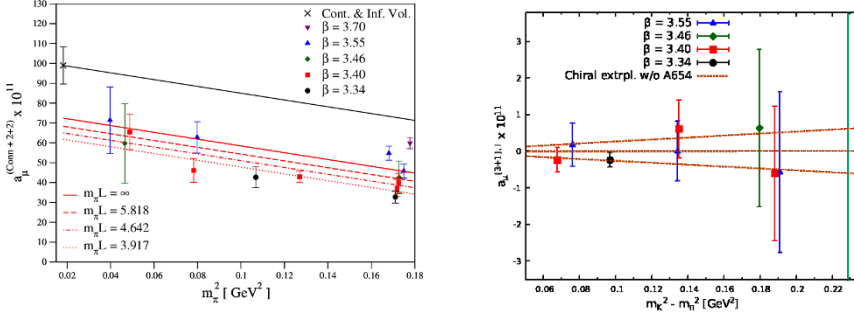 130
120
110
100
90
80
70
60
50
40
30
20
10
0
a_μ^(Conn + 2+2) x 10^11
× Cont. & Inf. Vol.
β = 3.70
β = 3.55
β = 3.46
β = 3.40
β = 3.34
m_πL = ∞
m_πL = 5.818
m_πL = 4.642
m_πL = 3.917
0.02 0.04 0.06 0.08 0.1 0.12 0.14 0.16 0.18
m_π^2 [ GeV^2 ]
β = 3.55
β = 3.46
β = 3.40
β = 3.34
Chiral extrpl. w/o A654
3
2
1
0
-1
-2
-3
a_μ^[3+1], l × 10^11
0.06 0.08 0.1 0.12 0.14 0.16 0.18 0.2 0.22
m_K^2 - m_π^2 [GeV^2]